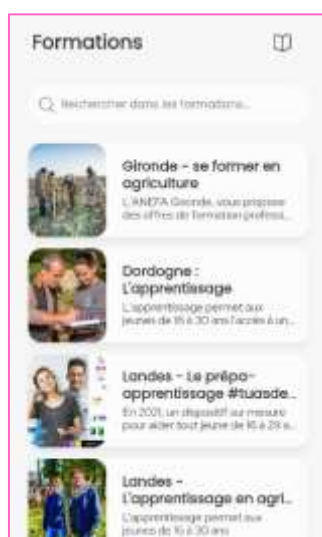 Formations
Rechercher dans les formations...
Gironde - se former en
agriculture
L'ANEFA Gironde, vous propose
des offres de formation professi...
Dordogne :
L'apprentissage
L'apprentissage permet aux
jeunes de 16 à 30 ans l'accès à un...
Landes - Le prépa-
apprentissage #tuasde...
En 2021, un dispositif sur mesure
pour aider tout jeune de 16 à 29 a...
Landes -
L'apprentissage en agri...
L'apprentissage permet aux
jeunes de 16 à 30 ans